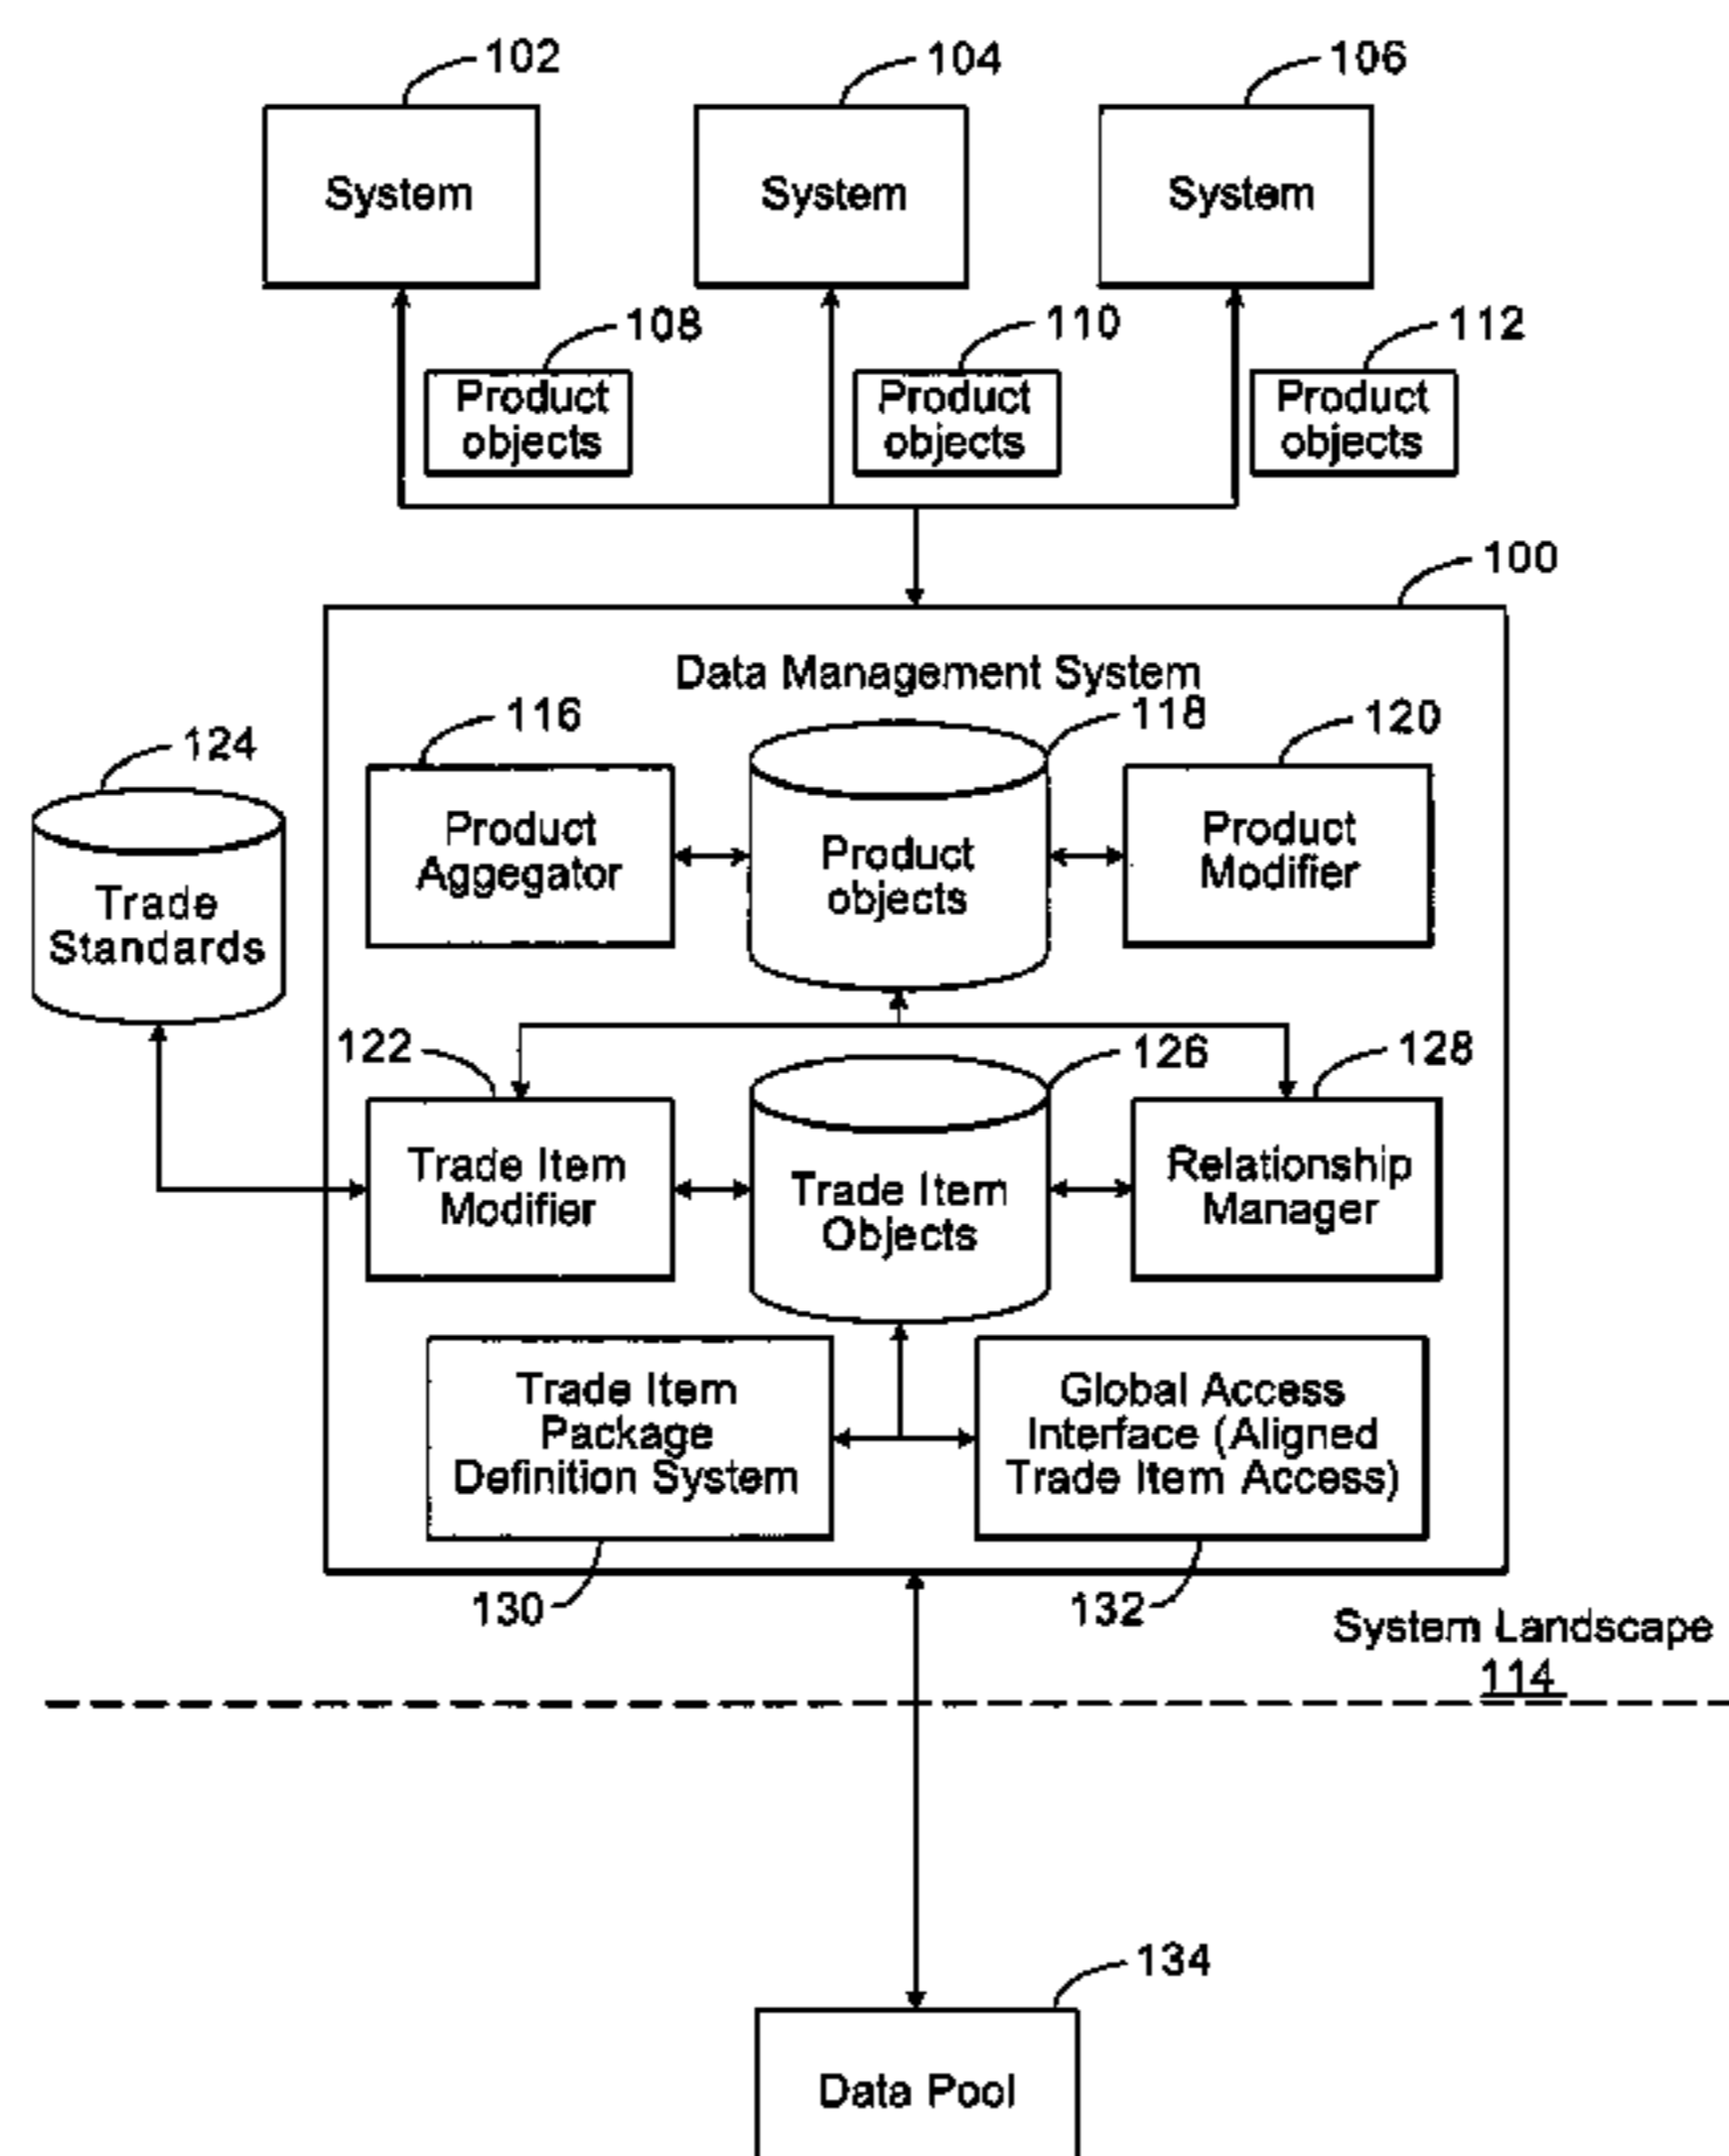 102
104
106
System
System
System
108
110
112
Product
objects
Product
objects
Product
objects
100
Data Management System
116
118
120
124
Product
Aggegator
Product
objects
Product
Modifier
Trade
Standards
122
126
128
Trade Item
Modifier
Trade Item
Objects
Relationship
Manager
Trade Item
Package
Definition System
Global Access
Interface (Aligned
Trade Item Access)
130
132
System Landscape
114
134
Data Pool